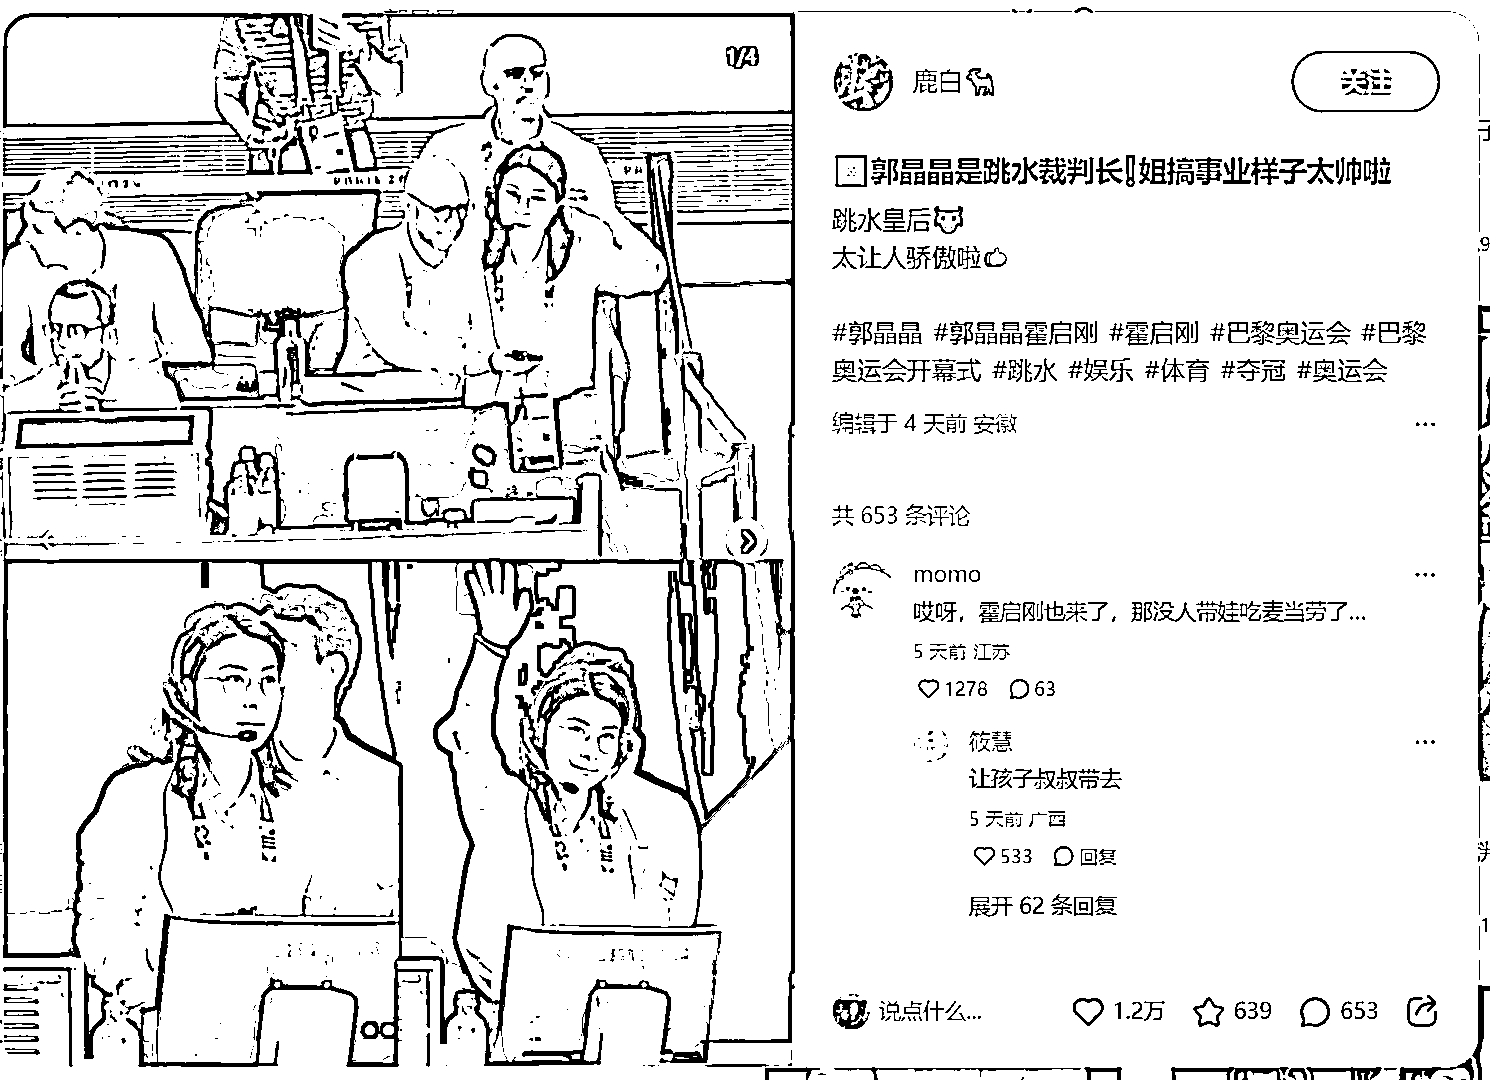 1/4
鹿白
关注
郭晶晶是跳水裁判长!姐搞事业样子太帅啦
跳水皇后
太让人骄傲啦
#郭晶晶 #郭晶晶霍启刚 #霍启刚 #巴黎奥运会 #巴黎
奥运会开幕式 #跳水 #娱乐 #体育 #夺冠 #奥运会
编辑于 4 天前 安徽
共 653 条评论
momo
哎呀，霍启刚也来了，那没人带娃吃麦当劳了...
5 天前 江苏
1278 63
筱慧
让孩子叔叔带去
5 天前 广西
533 回复
展开 62 条回复
说点什么...
1.2万 639 653